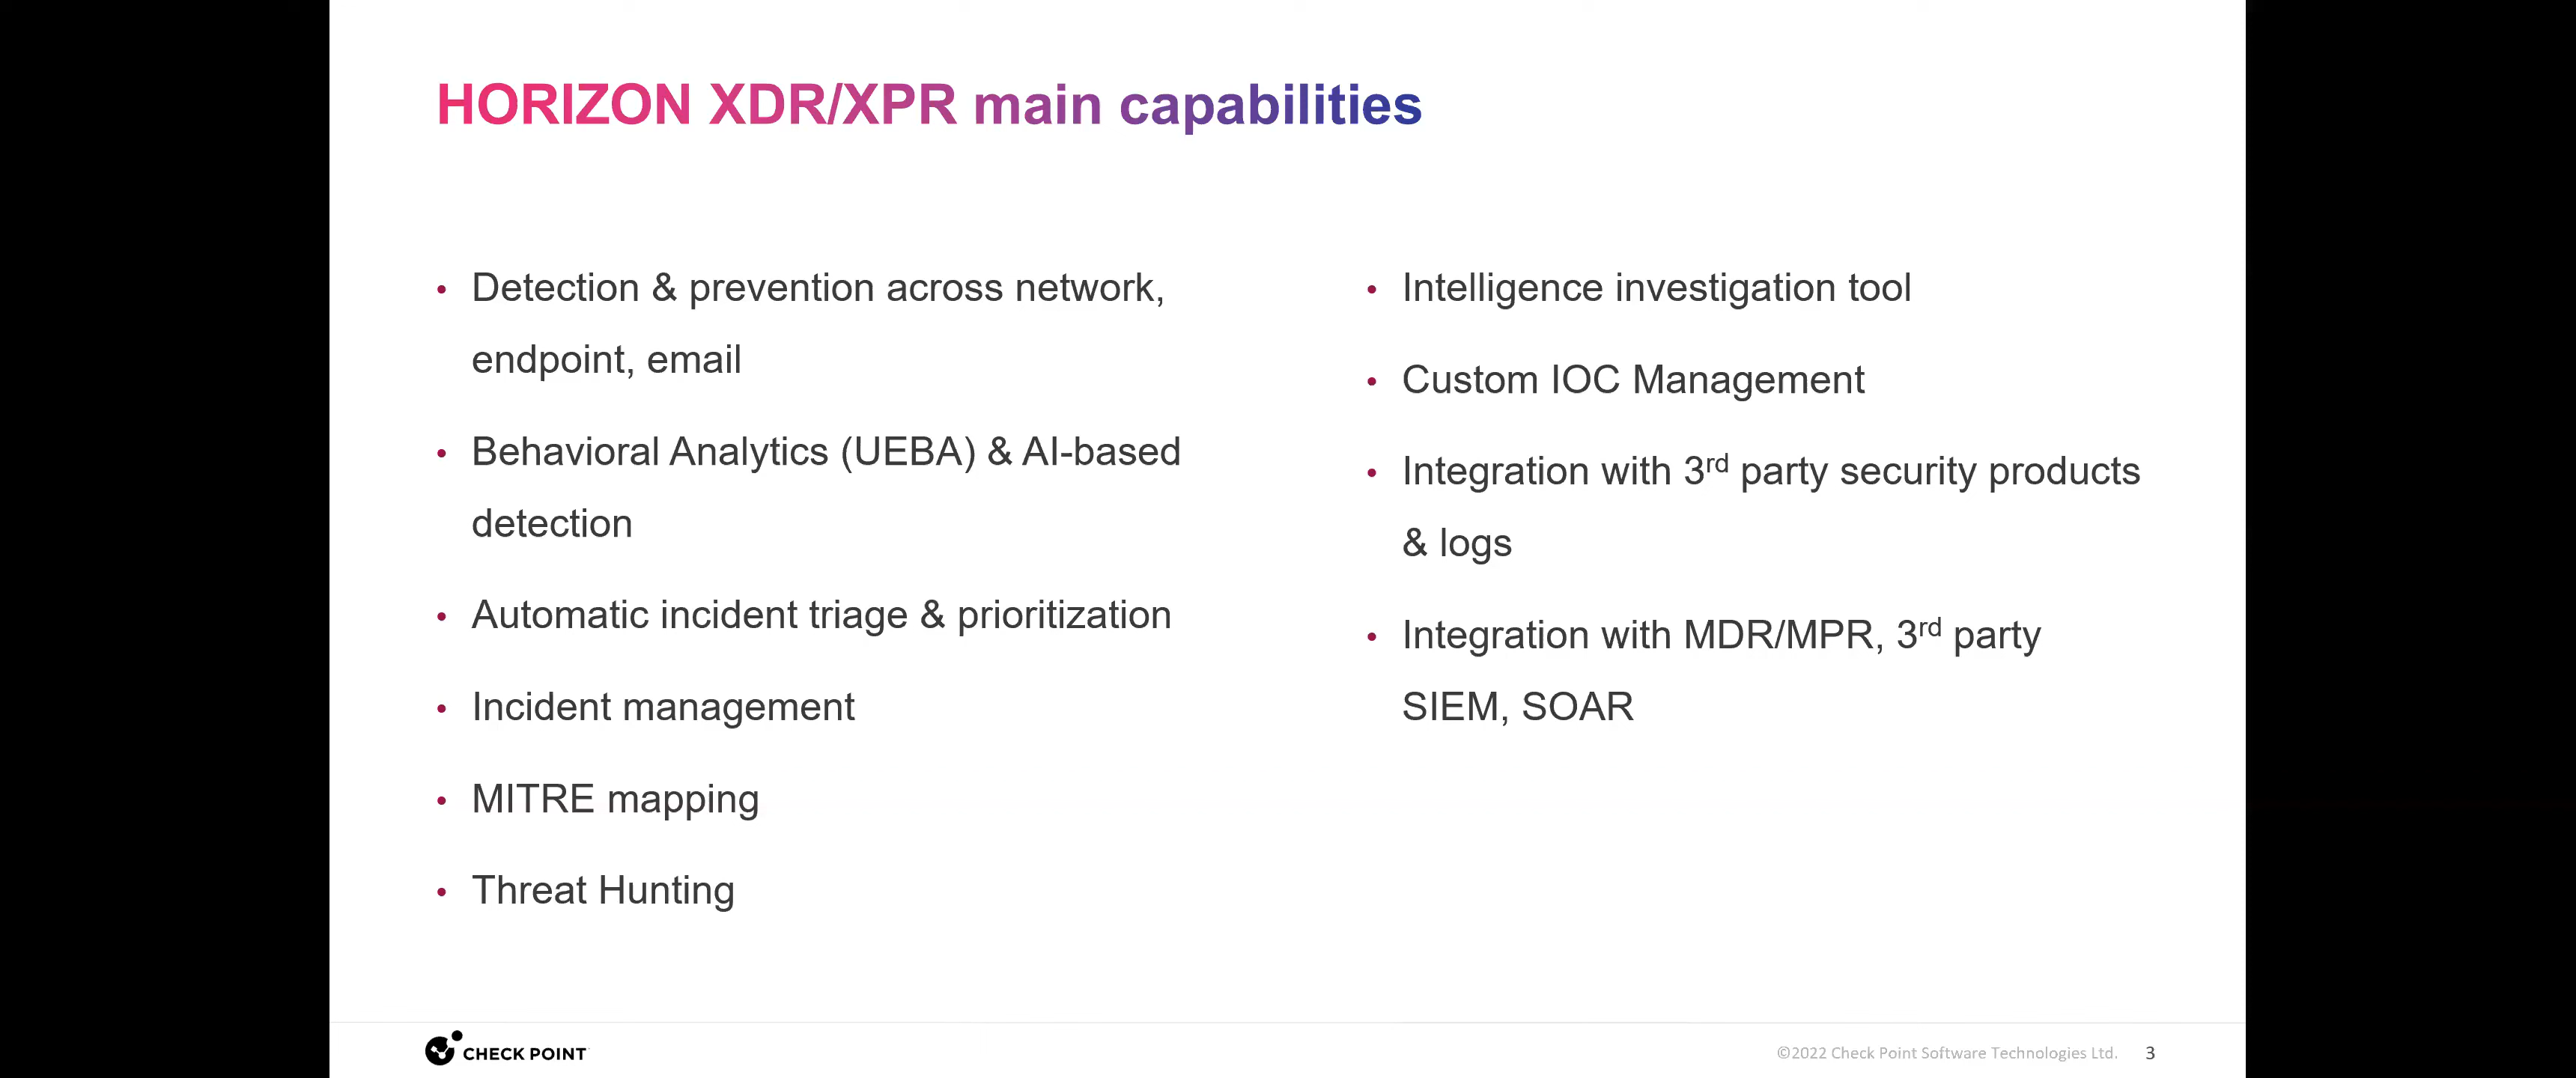 HORIZON XDR/XPR main capabilities
• Detection & prevention across network,
endpoint, email
• Behavioral Analytics (UEBA) & AI-based
detection
• Automatic incident triage & prioritization
• Incident management
• MITRE mapping
• Threat Hunting
• Intelligence investigation tool
• Custom IOC Management
• Integration with 3rd party security products
& logs
• Integration with MDR/MPR, 3rd party
SIEM, SOAR
CHECK POINT
©2022 Check Point Software Technologies Ltd. 3